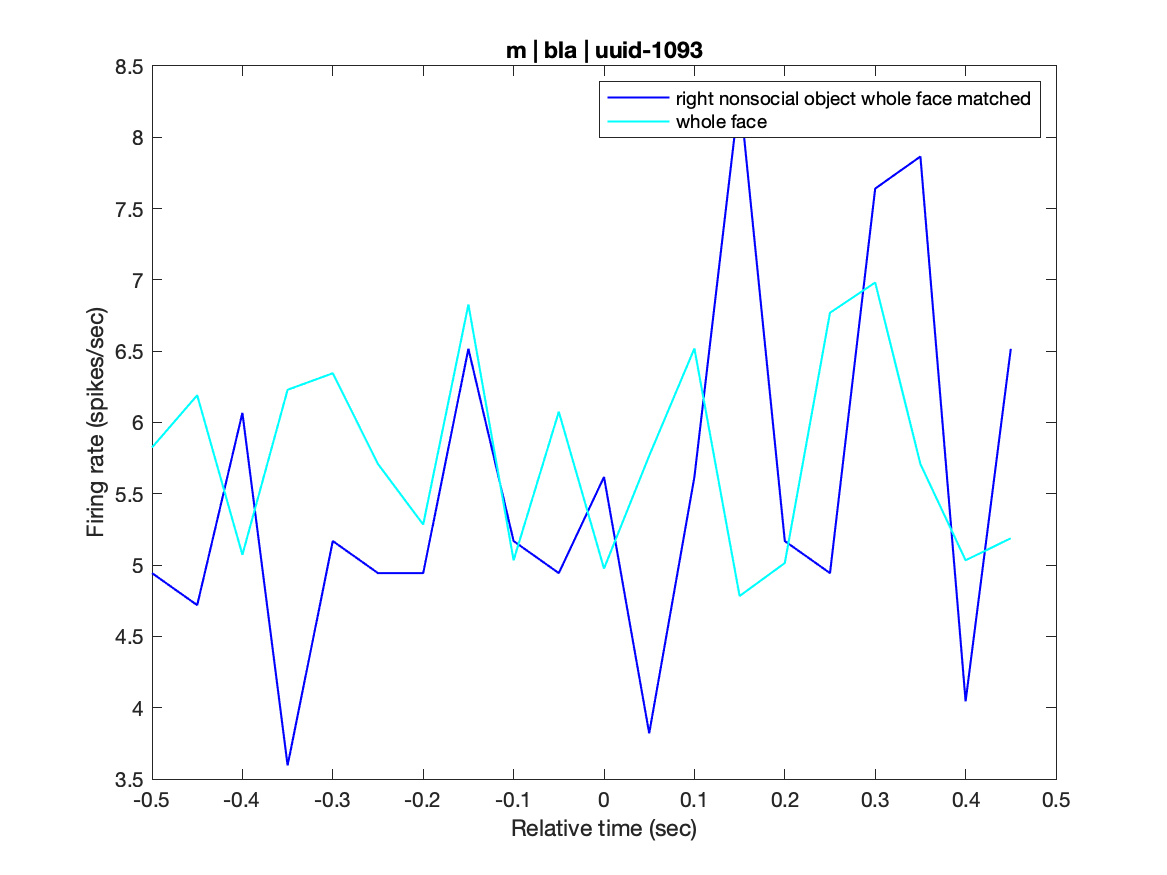 m | bla | uuid-1093
right nonsocial object whole face matched
whole face
Firing rate (spikes/sec)
8.5
8
7.5
7
6.5
6
5.5
5
4.5
4
3.5
-0.5 -0.4 -0.3 -0.2 -0.1 0 0.1 0.2 0.3 0.4 0.5
Relative time (sec)